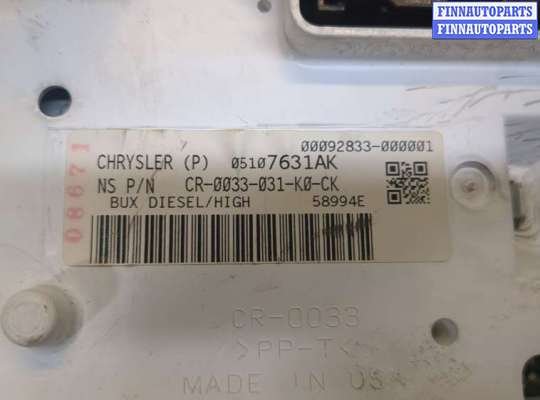 FINNAUTOPARTS
FINNAUTOPARTS
00092833-000001
CHRYSLER (P) 05107631AK
NS P/N CR-0033-031-K0-CK
BUX DIESEL/HIGH 58994E
08671
CR-0033
>PP-T<
MADE IN USA